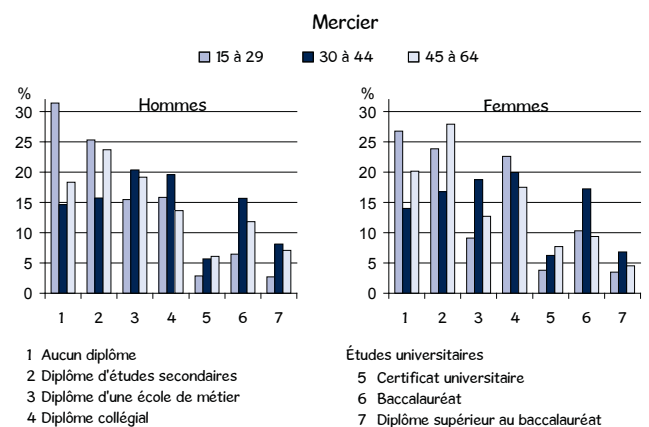 Mercier
15 à 29 30 à 44 45 à 64
% Hommes
30
25
20
15
10
5
0
1 2 3 4 5 6 7
% Femmes
30
25
20
15
10
5
0
1 2 3 4 5 6 7
1 Aucun diplôme
2 Diplôme d'études secondaires
3 Diplôme d'une école de métier
4 Diplôme collégial
Études universitaires
5 Certificat universitaire
6 Baccalauréat
7 Diplôme supérieur au baccalauréat